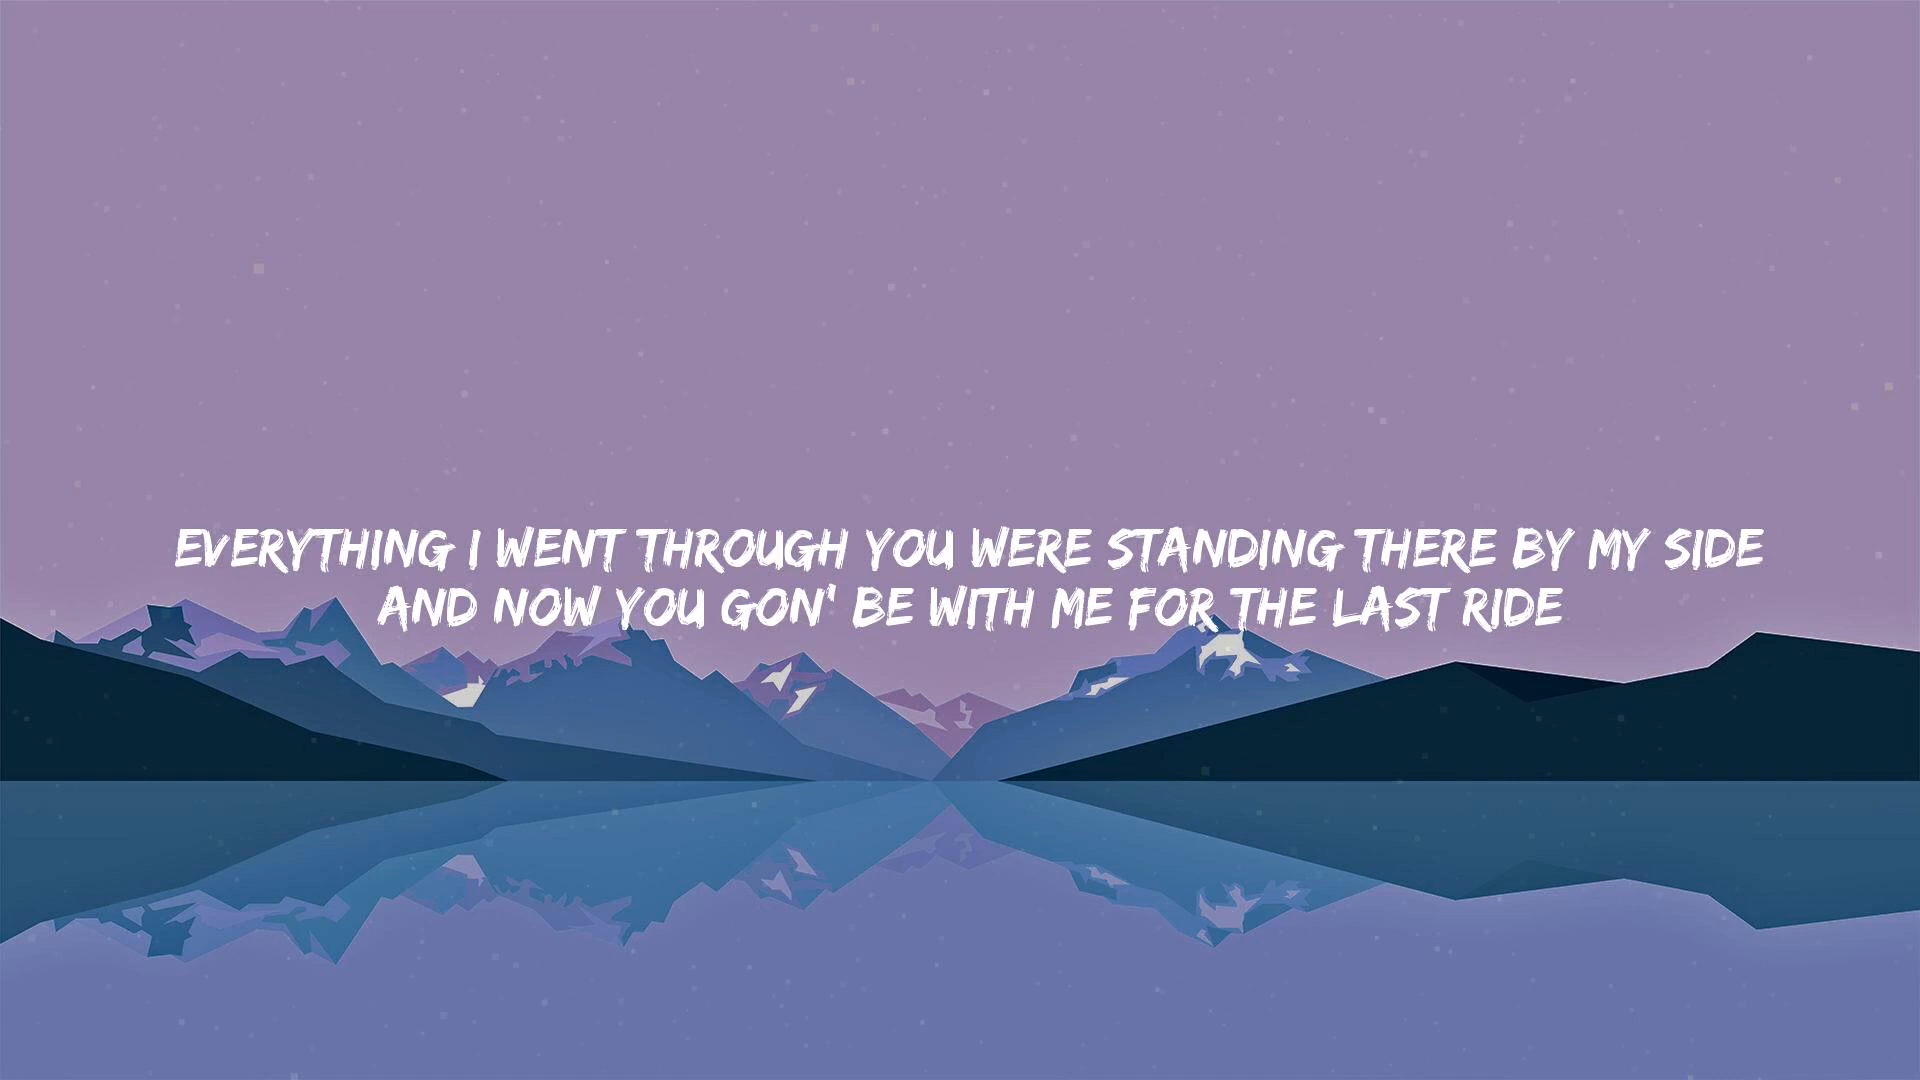 EVERYTHING I WENT THROUGH YOU WERE STANDING THERE BY MY SIDE
AND NOW YOU GON' BE WITH ME FOR THE LAST RIDE